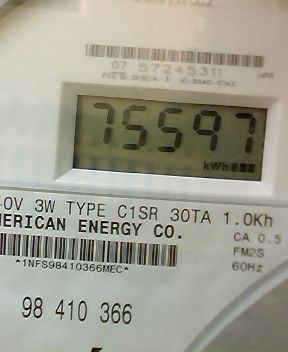 07 57245311
HPP
75597
kWh
0V 3W TYPE C1SR 30TA 1.0Kh
MERICAN ENERGY CO.
CA 0.5
*1NFS98410366MEC*
FM2S
60Hz
98 410 366